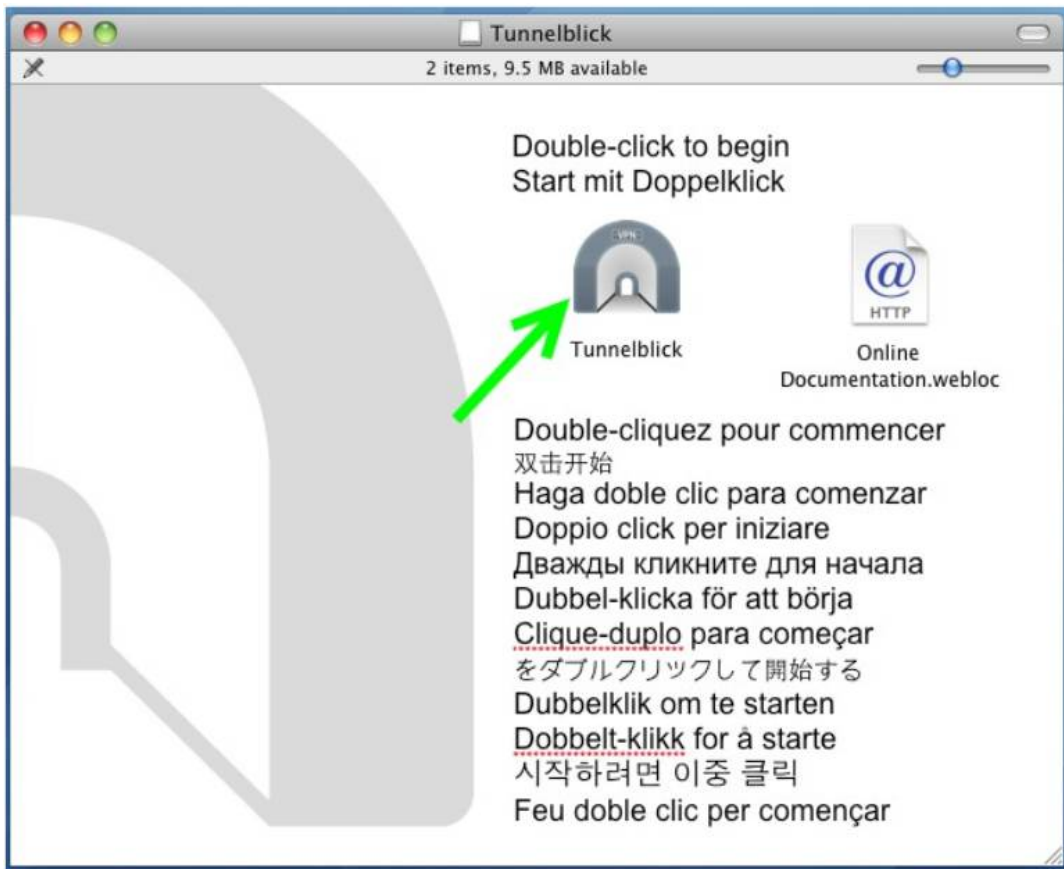 Tunnelblick
2 items, 9.5 MB available
Double-click to begin
Start mit Doppelklick
VPN
HTTP
Tunnelblick
Online
Documentation.webloc
Double-cliquez pour commencer
双击开始
Haga doble clic para comenzar
Doppio click per iniziare
Дважды кликните для начала
Dubbel-klicka för att börja
Clique-duplo para começar
をダブルクリックして開始する
Dubbelklik om te starten
Dobbelt-klikk for å starte
시작하려면 이중 클릭
Feu doble clic per començar